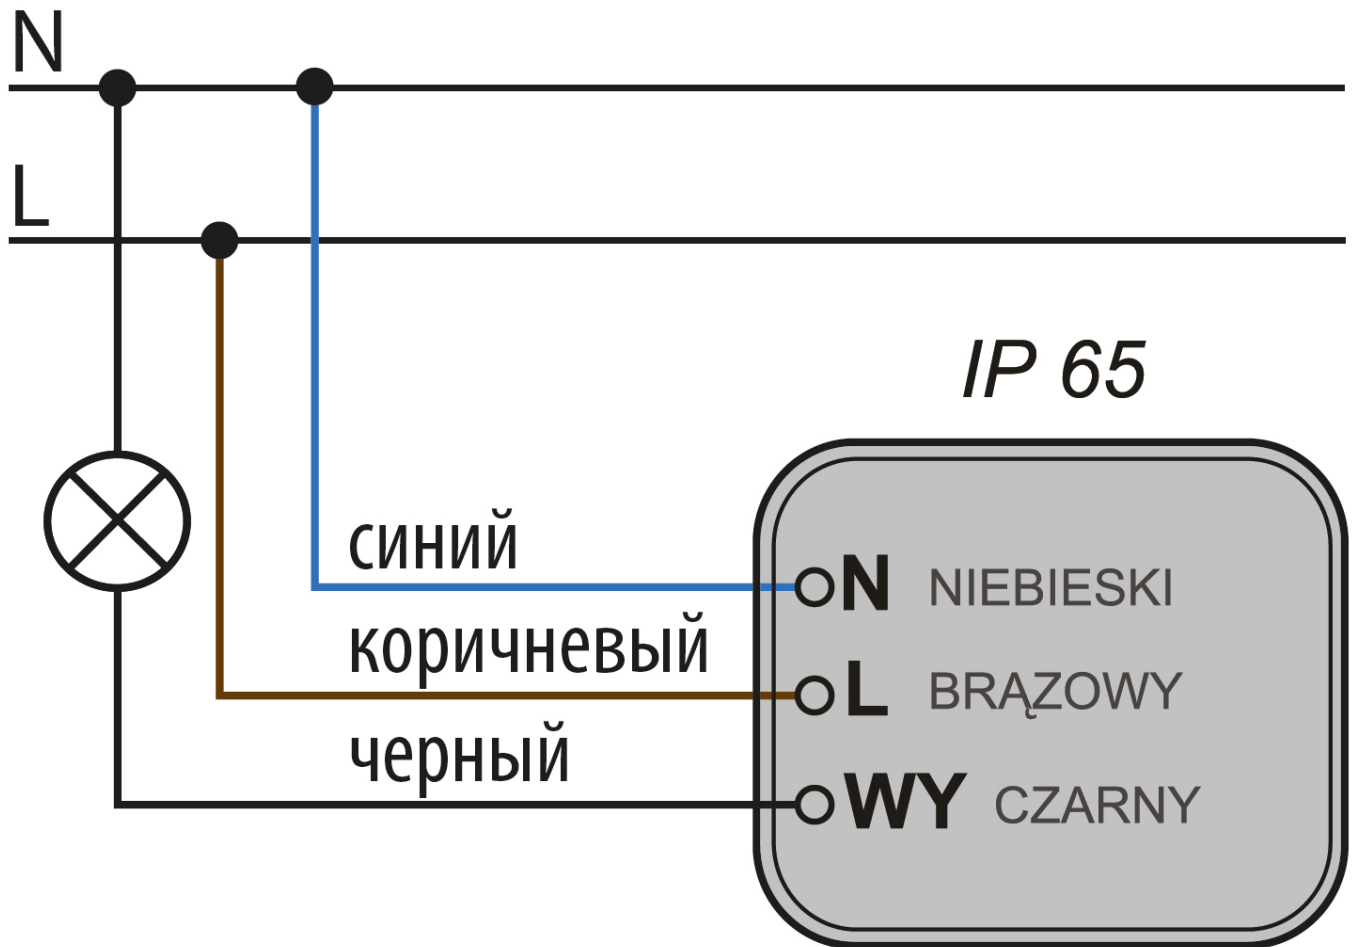 N
L
IP 65
синий
N NIEBIESKI
коричневый
L BRĄZOWY
черный
WY CZARNY